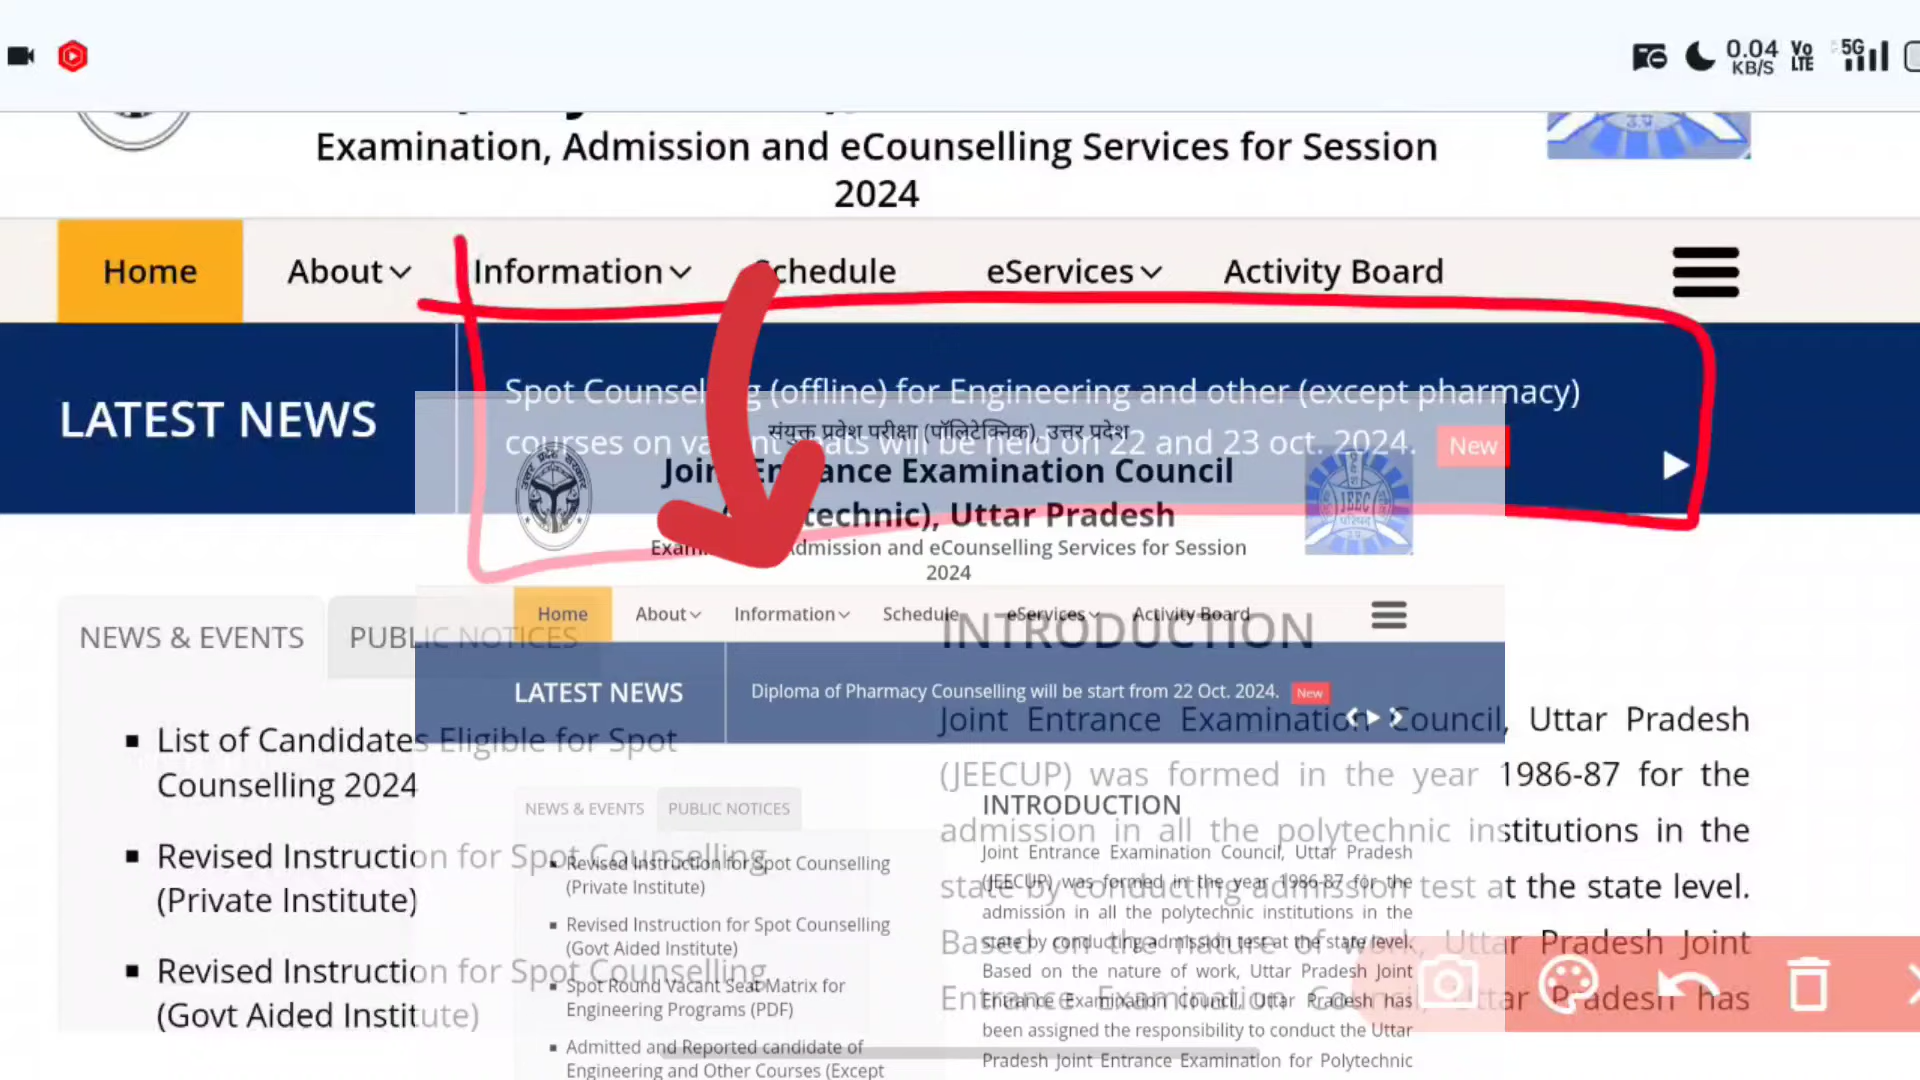 0.04
KB/S
Vo
LTE
5G
Examination, Admission and eCounselling Services for Session
2024
Home
About
Information
Schedule
eServices
Activity Board
LATEST NEWS
Spot Counselling (offline) for Engineering and other (except pharmacy)
courses on vacant seats will be held on 22 and 23 oct. 2024.
New
NEWS & EVENTS
PUBLIC NOTICES
List of Candidates Eligible for Spot
Counselling 2024
Revised Instruction for Spot Counselling
(Private Institute)
Revised Instruction for Spot Counselling
(Govt Aided Institute)
INTRODUCTION
Joint Entrance Examination Council, Uttar Pradesh
(JEECUP) was formed in the year 1986-87 for the
admission in all the polytechnic institutions in the
state by conducting admission test at the state level.
Based on the nature of work, Uttar Pradesh Joint
Entrance Examination Council, Uttar Pradesh has
संयुक्त प्रवेश परीक्षा (पॉलिटेक्निक), उत्तर प्रदेश
Joint Entrance Examination Council
(Polytechnic), Uttar Pradesh
Examination, Admission and eCounselling Services for Session
2024
JEEC
Home
About
Information
Schedule
eServices
Activity Board
LATEST NEWS
Diploma of Pharmacy Counselling will be start from 22 Oct. 2024.
New
NEWS & EVENTS
PUBLIC NOTICES
Revised Instruction for Spot Counselling
(Private Institute)
Revised Instruction for Spot Counselling
(Govt Aided Institute)
Spot Round Vacant Seat Matrix for
Engineering Programs (PDF)
Admitted and Reported candidate of
Engineering and Other Courses (Except
INTRODUCTION
Joint Entrance Examination Council, Uttar Pradesh
(JEECUP) was formed in the year 1986-87 for the
admission in all the polytechnic institutions in the
state by conducting admission test at the state level.
Based on the nature of work, Uttar Pradesh Joint
Entrance Examination Council, Uttar Pradesh has
been assigned the responsibility to conduct the Uttar
Pradesh Joint Entrance Examination for Polytechnic